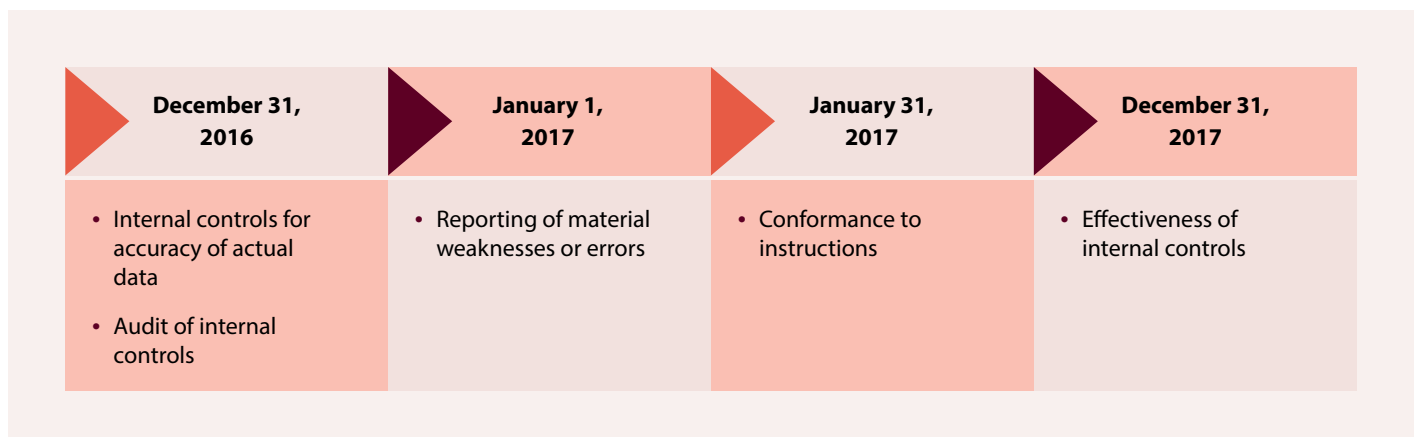 December 31,
2016
January 1,
2017
January 31,
2017
December 31,
2017
• Internal controls for
accuracy of actual
data
• Audit of internal
controls
• Reporting of material
weaknesses or errors
• Conformance to
instructions
• Effectiveness of
internal controls